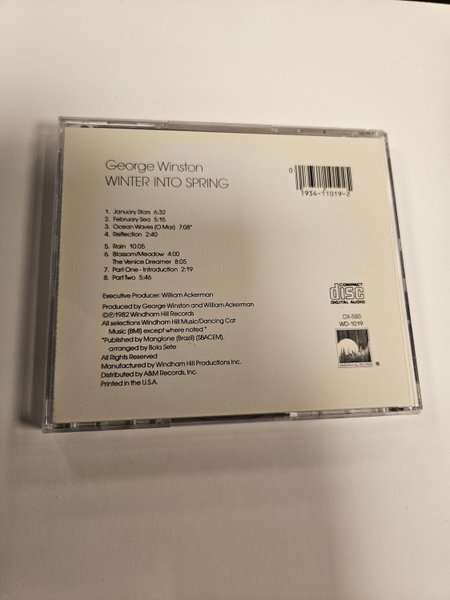 George Winston
WINTER INTO SPRING
0
1934-11019-2
1. January Stars 6:32
2. February Sea 5:15
3. Ocean Waves (O Mar) 7:08*
4. Reflection 2:40
5. Rain 10:05
6. Blossom/Meadow 4:00
The Venice Dreamer 8:05
7. Part One - Introduction 2:19
8. Part Two 5:46
Executive Producer: William Ackerman
Produced by George Winston and William Ackerman
©℗1982 Windham Hill Records
All selections Windham Hill Music/Dancing Cat
Music (BMI) except where noted.*
*Published by Mangione (Brazil) (SBACEM),
arranged by Bola Sete
All Rights Reserved
Manufactured by Windham Hill Productions Inc.
Distributed by A&M Records, Inc.
Printed in the U.S.A.
COMPACT
disc
DIGITAL AUDIO
DX-593
WD-1019
®